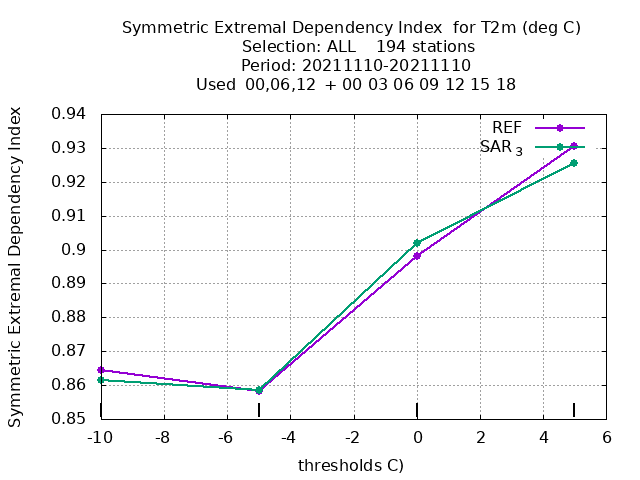 Symmetric Extremal Dependency Index for T2m (deg C)
Selection: ALL 194 stations
Period: 20211110-20211110
Used 00,06,12 + 00 03 06 09 12 15 18
Symmetric Extremal Dependency Index
0.94
0.93
0.92
0.91
0.9
0.89
0.88
0.87
0.86
0.85
REF
SAR 3
-10 -8 -6 -4 -2 0 2 4 6
thresholds C)